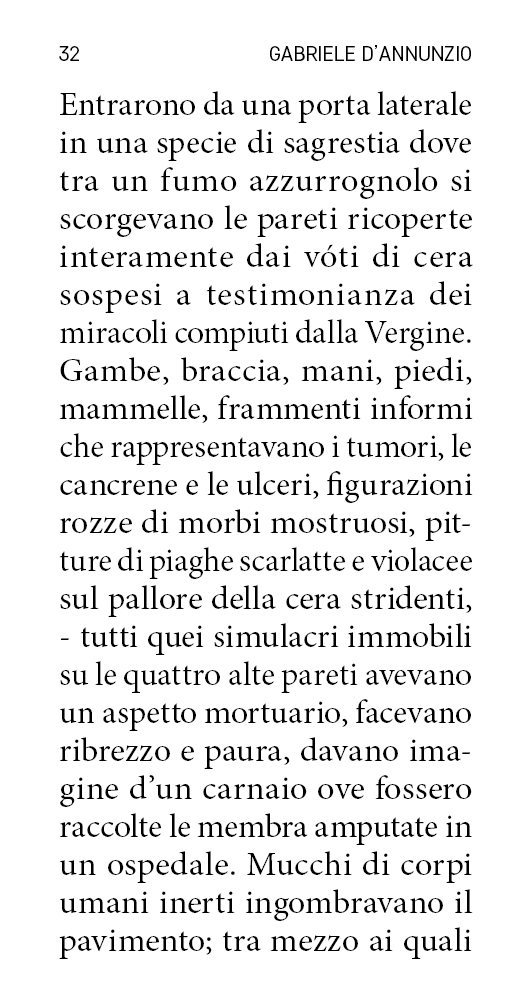 32 GABRIELE D'ANNUNZIO
Entrarono da una porta laterale
in una specie di sagrestia dove
tra un fumo azzurrognolo si
scorgevano le pareti ricoperte
interamente dai vóti di cera
sospesi a testimonianza dei
miracoli compiuti dalla Vergine.
Gambe, braccia, mani, piedi,
mammelle, frammenti informi
che rappresentavano i tumori, le
cancrene e le ulceri, figurazioni
rozze di morbi mostruosi, pit-
ture di piaghe scarlatte e violacee
sul pallore della cera stridenti,
- tutti quei simulacri immobili
su le quattro alte pareti avevano
un aspetto mortuario, facevano
ribrezzo e paura, davano ima-
gine d'un carnaio ove fossero
raccolte le membra amputate in
un ospedale. Mucchi di corpi
umani inerti ingombravano il
pavimento; tra mezzo ai quali